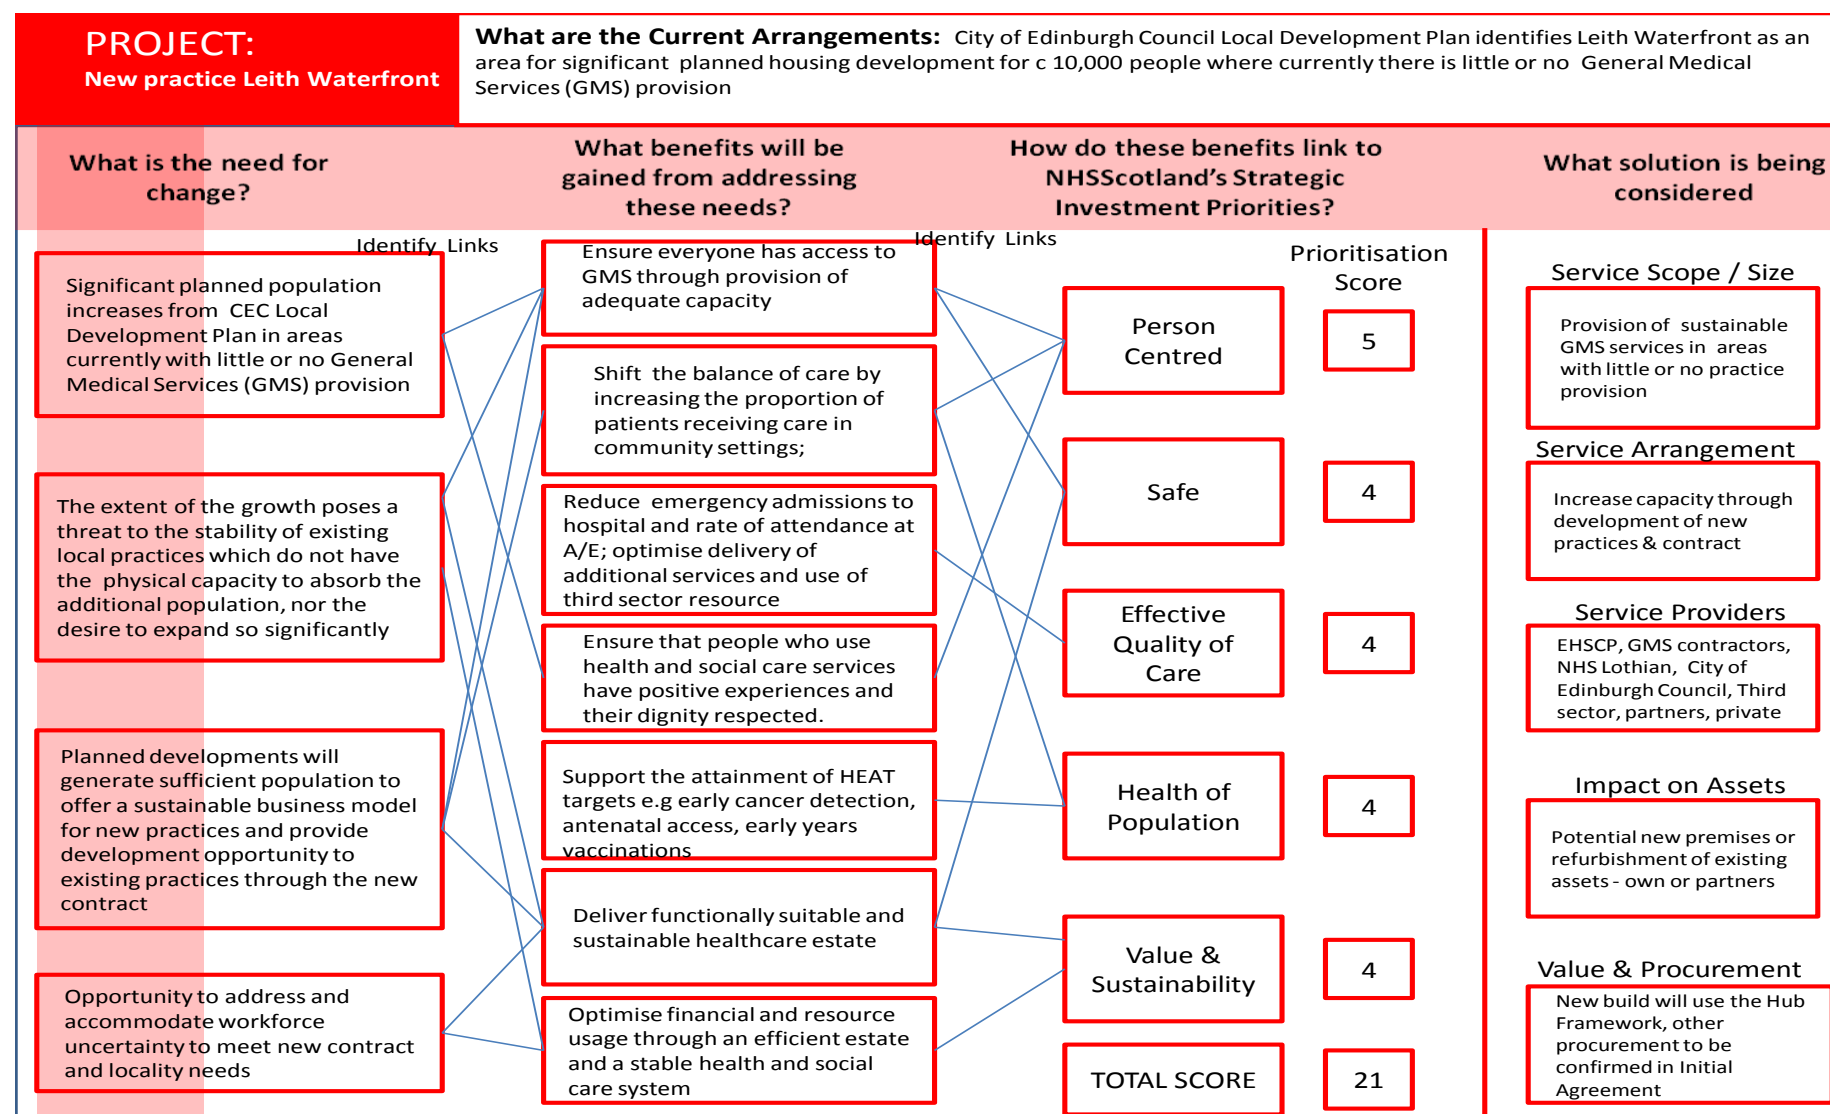 PROJECT:
New practice Leith Waterfront
What are the Current Arrangements: City of Edinburgh Council Local Development Plan identifies Leith Waterfront as an
area for significant planned housing development for c 10,000 people where currently there is little or no General Medical
Services (GMS) provision
What is the need for
change?
What benefits will be
gained from addressing
these needs?
How do these benefits link to
NHSScotland's Strategic
Investment Priorities?
What solution is being
considered
Identify Links
Identify Links
Significant planned population
increases from CEC Local
Development Plan in areas
currently with little or no General
Medical Services (GMS) provision
The extent of the growth poses a
threat to the stability of existing
local practices which do not have
the physical capacity to absorb the
additional population, nor the
desire to expand so significantly
Planned developments will
generate sufficient population to
offer a sustainable business model
for new practices and provide
development opportunity to
existing practices through the new
contract
Opportunity to address and
accommodate workforce
uncertainty to meet new contract
and locality needs
Ensure everyone has access to
GMS through provision of
adequate capacity
Shift the balance of care by
increasing the proportion of
patients receiving care in
community settings;
Reduce emergency admissions to
hospital and rate of attendance at
A/E; optimise delivery of
additional services and use of
third sector resource
Ensure that people who use
health and social care services
have positive experiences and
their dignity respected.
Support the attainment of HEAT
targets e.g early cancer detection,
antenatal access, early years
vaccinations
Deliver functionally suitable and
sustainable healthcare estate
Optimise financial and resource
usage through an efficient estate
and a stable health and social
care system
Prioritisation
Score
Person
Centred
5
Safe
4
Effective
Quality of
Care
4
Health of
Population
4
Value &
Sustainability
4
TOTAL SCORE
21
Service Scope / Size
Provision of sustainable
GMS services in areas
with little or no practice
provision
Service Arrangement
Increase capacity through
development of new
practices & contract
Service Providers
EHSCP, GMS contractors,
NHS Lothian, City of
Edinburgh Council, Third
sector, partners, private
Impact on Assets
Potential new premises or
refurbishment of existing
assets - own or partners
Value & Procurement
New build will use the Hub
Framework, other
procurement to be
confirmed in Initial
Agreement